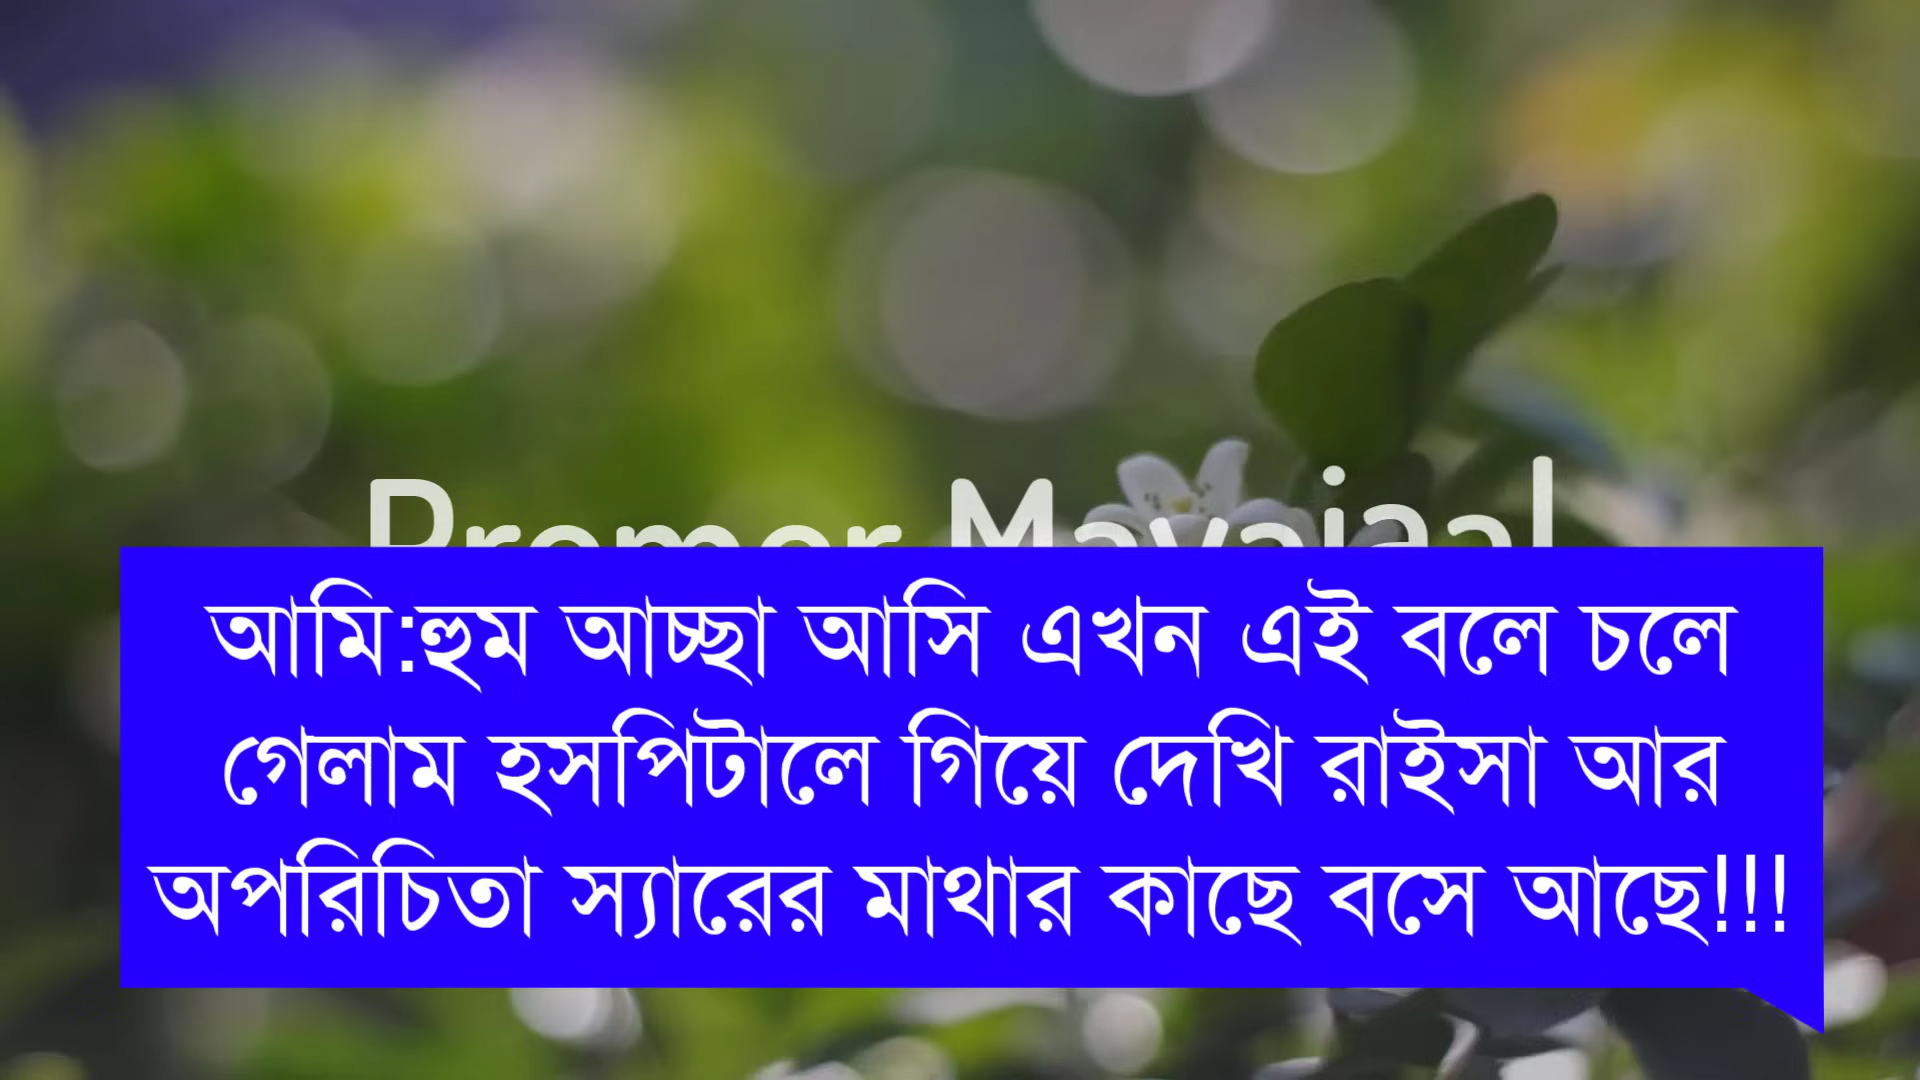 Premer Mayajaal
আমি:হুম আচ্ছা আসি এখন এই বলে চলে
গেলাম হসপিটালে গিয়ে দেখি রাইসা আর
অপরিচিতা স্যারের মাথার কাছে বসে আছে!!!